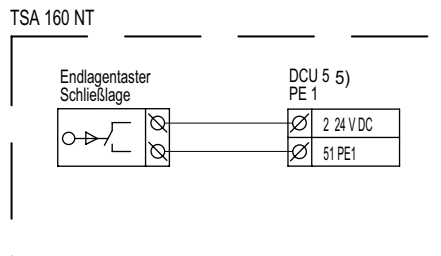 TSA 160 NT
Endlagentaster
Schließlage
DCU 5 5)
PE 1
2 24 V DC
51 PE1